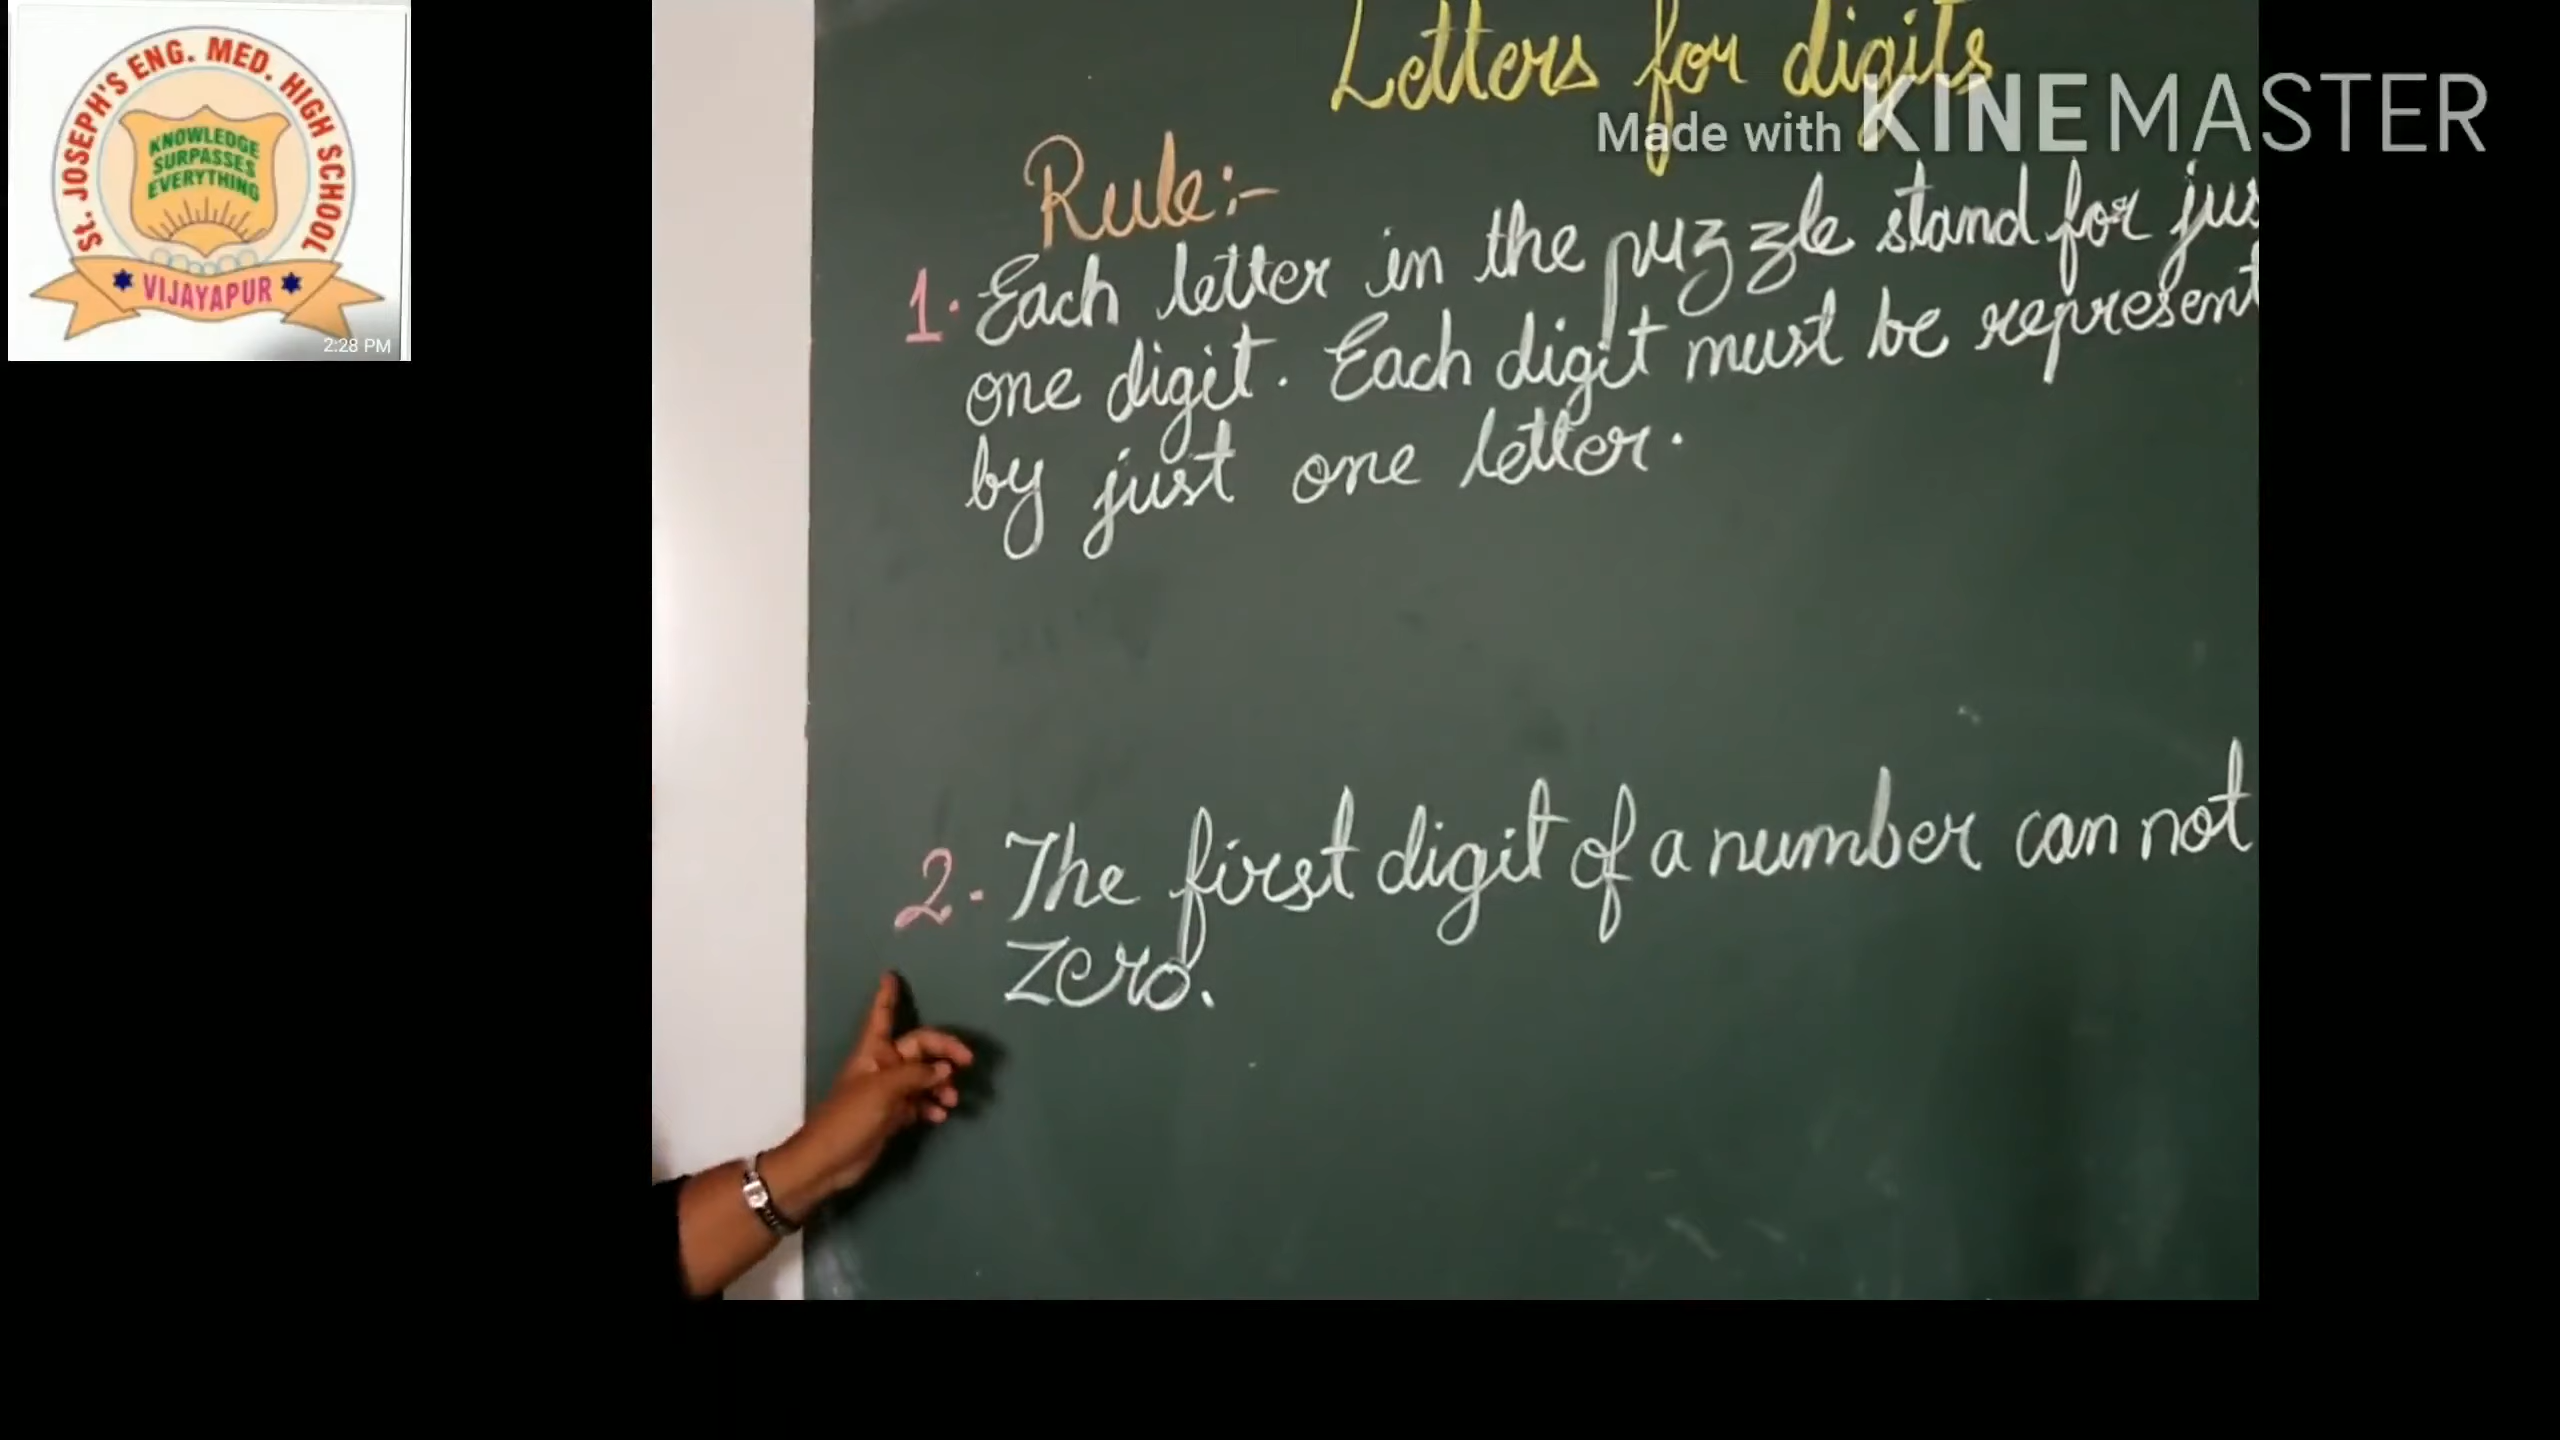 St. JOSEPH'S ENG. MED. HIGH SCHOOL
KNOWLEDGE
SURPASSES
EVERYTHING
VIJAYAPUR
2:28 PM
Letters for digits
Made with KINEMASTER
Rule:-
1. Each letter in the puzzle stand for jus
one digit. Each digit must be represent
by just one letter.
2. The first digit of a number can not
Zero.